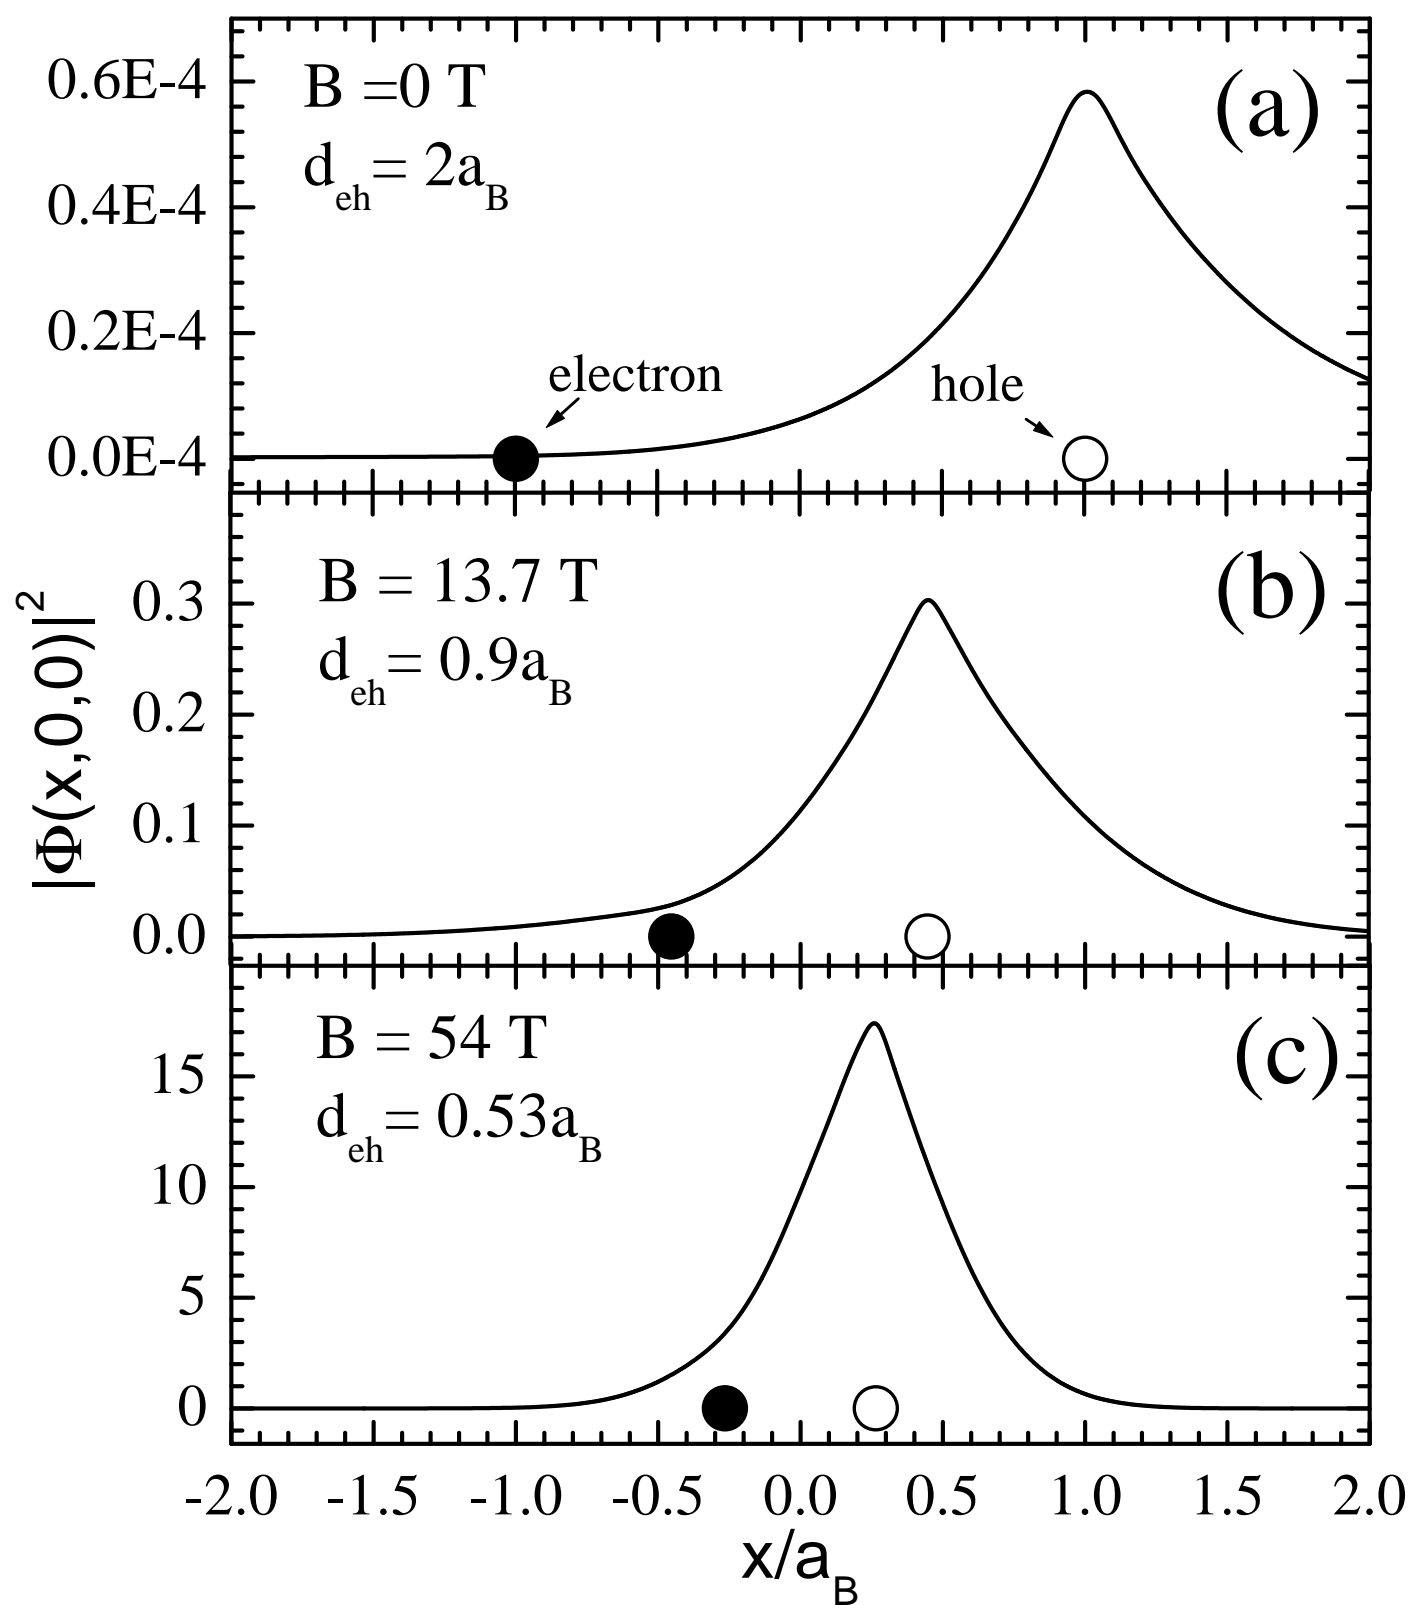 B =0 T
(a)
d_eh= 2a_B
0.6E-4
0.4E-4
0.2E-4
0.0E-4
electron
hole
B = 13.7 T
(b)
d_eh= 0.9a_B
0.3
0.2
0.1
0.0
|Φ(x,0,0)|²
B = 54 T
(c)
d_eh= 0.53a_B
15
10
5
0
-2.0 -1.5 -1.0 -0.5 0.0 0.5 1.0 1.5 2.0
x/a_B